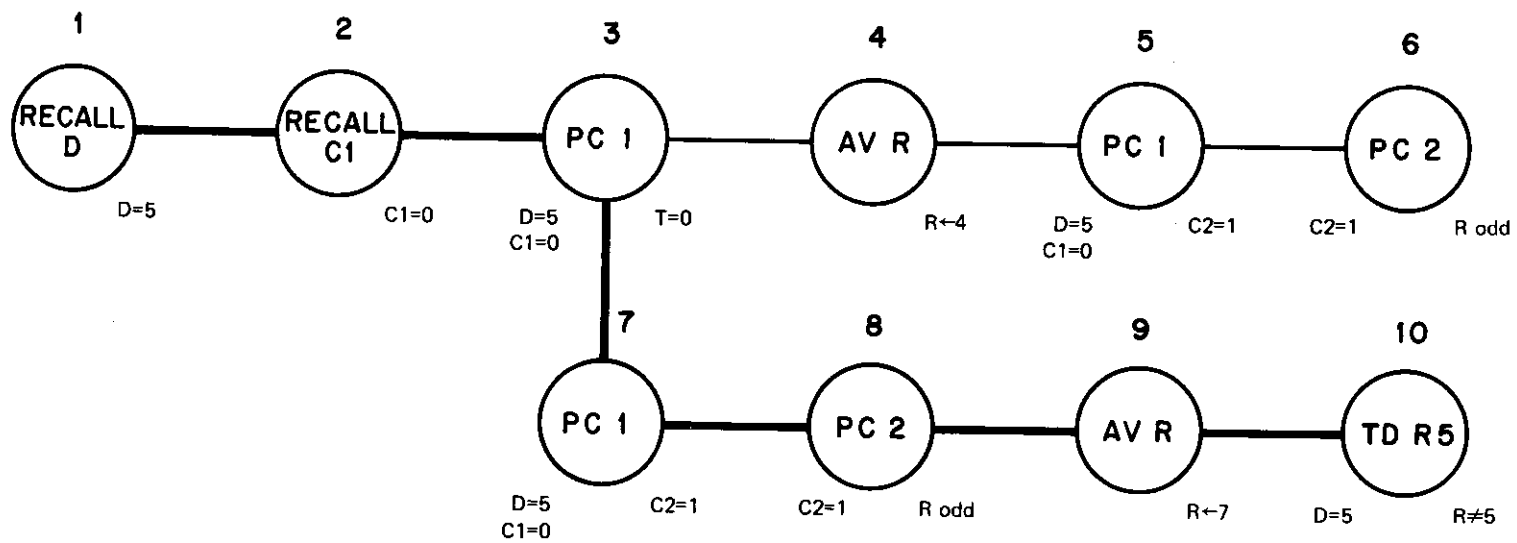 1 2 3 4 5 6
RECALL
D
RECALL
C1
PC 1
AV R
PC 1
PC 2
D=5
C1=0
D=5
C1=0
T=0
R←4
D=5
C1=0
C2=1
C2=1
R odd
7 8 9 10
PC 1
PC 2
AV R
TD R5
D=5
C1=0
C2=1
C2=1
R odd
R←7
D=5
R≠5